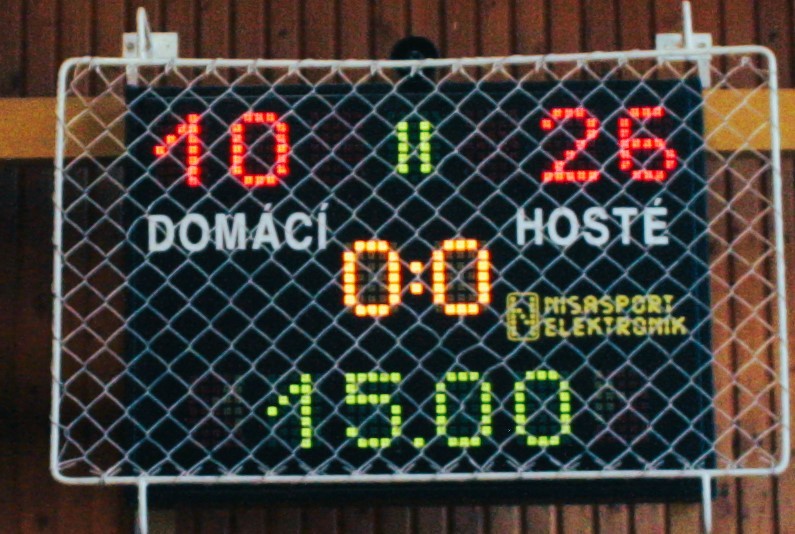 10 II 26
DOMÁCÍ HOSTÉ
0:0
NISASPORT
ELEKTRONIK
15.00